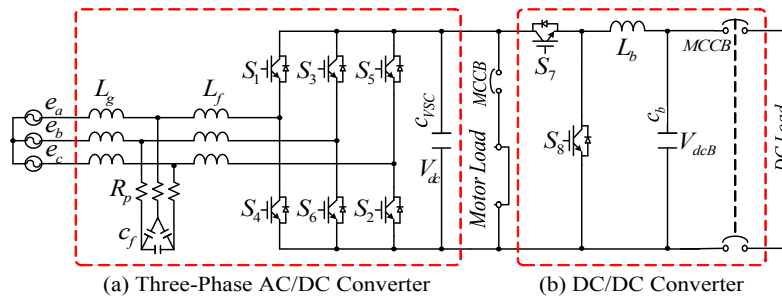 e_a
e_b
e_c
L_g
L_f
R_p
c_f
S_1
S_3
S_5
S_4
S_6
S_2
c_VSC
V_dc
MCCB
Motor Load
S_7
S_8
L_b
c_b
V_dcB
MCCB
DC Load
(a) Three-Phase AC/DC Converter
(b) DC/DC Converter